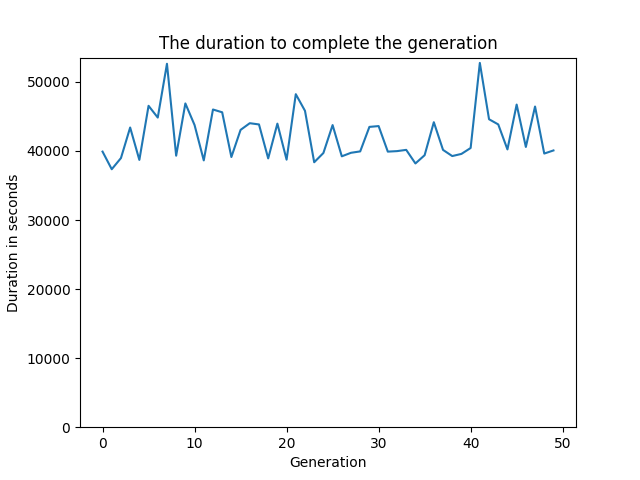 The duration to complete the generation
Duration in seconds
50000
40000
30000
20000
10000
0
0 10 20 30 40 50
Generation